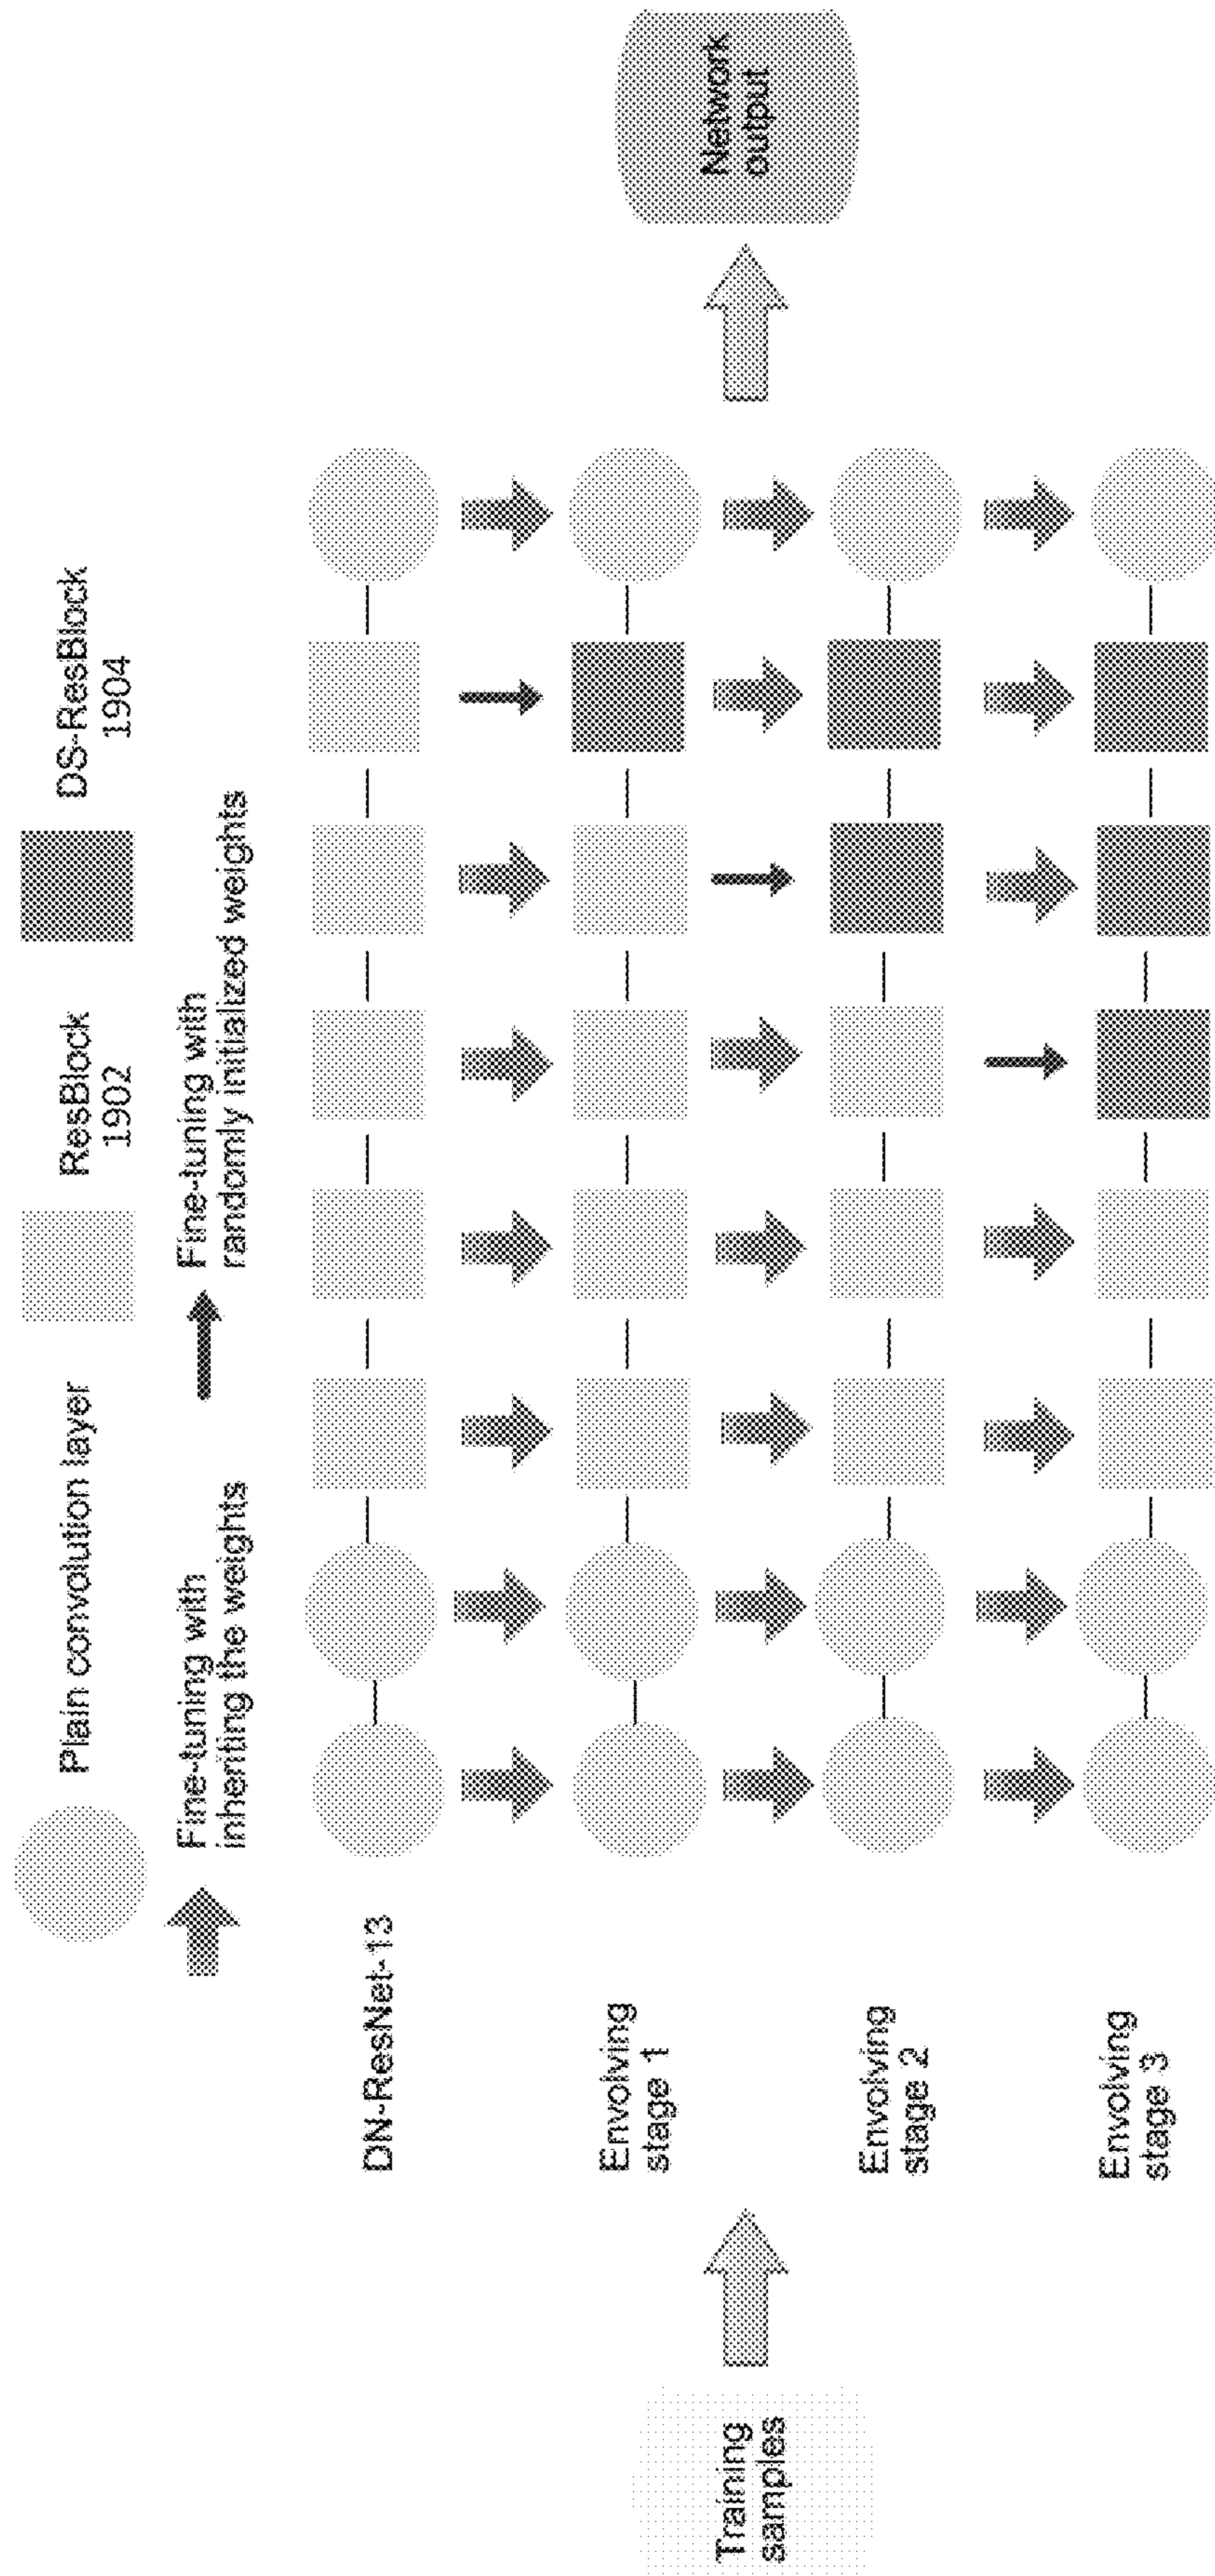 Plain convolution layer
ResBlock
1902
DS-ResBlock
1904
Fine-tuning with
inheriting the weights
Fine-tuning with
randomly initialized weights
DN-ResNet-13
Envolving
stage 1
Envolving
stage 2
Envolving
stage 3
Training
samples
Network
output